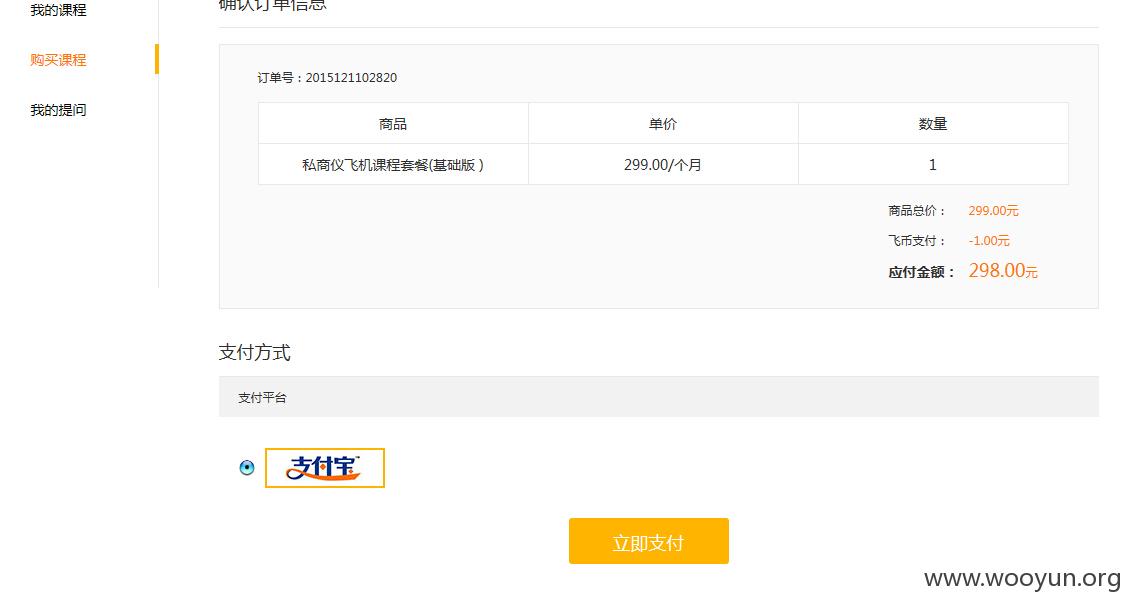 我的课程
确认订单信息
购买课程
我的提问
订单号：2015121102820
商品 单价 数量
私商仪飞机课程套餐(基础版 ) 299.00/个月 1
商品总价： 299.00元
飞币支付： -1.00元
应付金额： 298.00元
支付方式
支付平台
支付宝
立即支付
www.wooyun.org